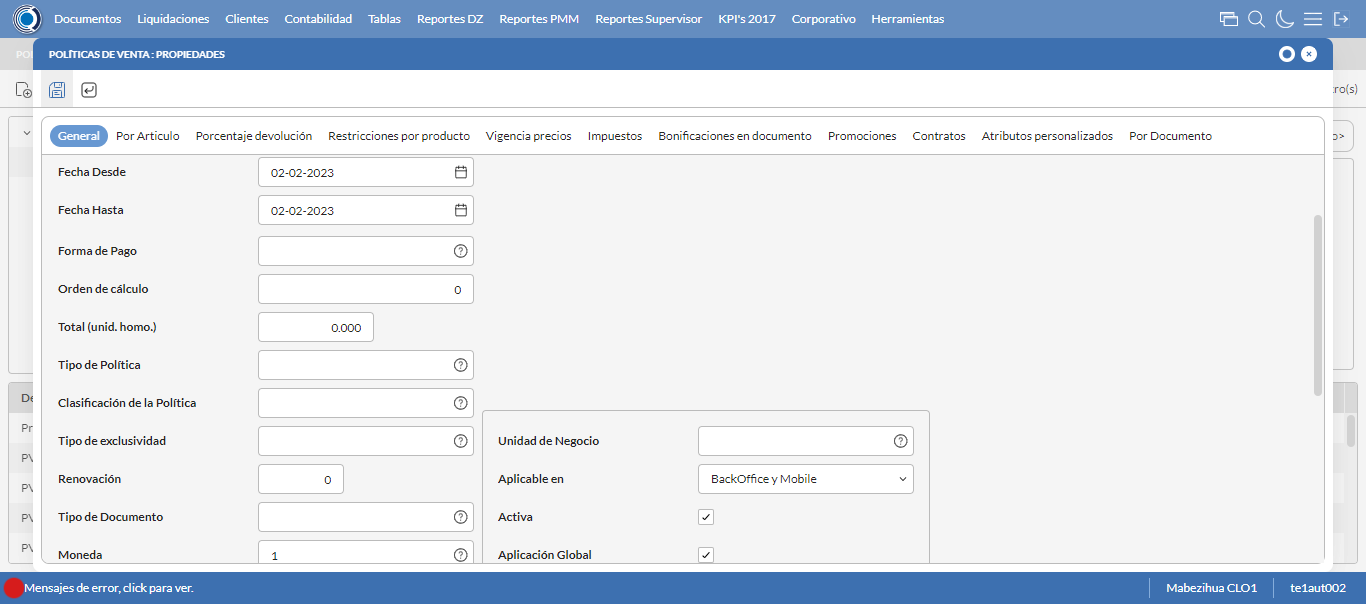 Documentos Liquidaciones Clientes Contabilidad Tablas Reportes DZ Reportes PMM Reportes Supervisor KPI's 2017 Corporativo Herramientas
POLÍTICAS DE VENTA : PROPIEDADES
ro(s)
General Por Articulo Porcentaje devolución Restricciones por producto Vigencia precios Impuestos Bonificaciones en documento Promociones Contratos Atributos personalizados Por Documento
Fecha Desde 02-02-2023
Fecha Hasta 02-02-2023
Forma de Pago
Orden de cálculo 0
Total (unid. homo.) 0.000
Tipo de Política
De
Clasificación de la Política
Pr
Tipo de exclusividad Unidad de Negocio
PV
Renovación 0 Aplicable en BackOffice y Mobile
PV
Tipo de Documento Activa
PV
Moneda 1 Aplicación Global
PV
Mensajes de error, click para ver. Mabezihua CLO1 te1aut002